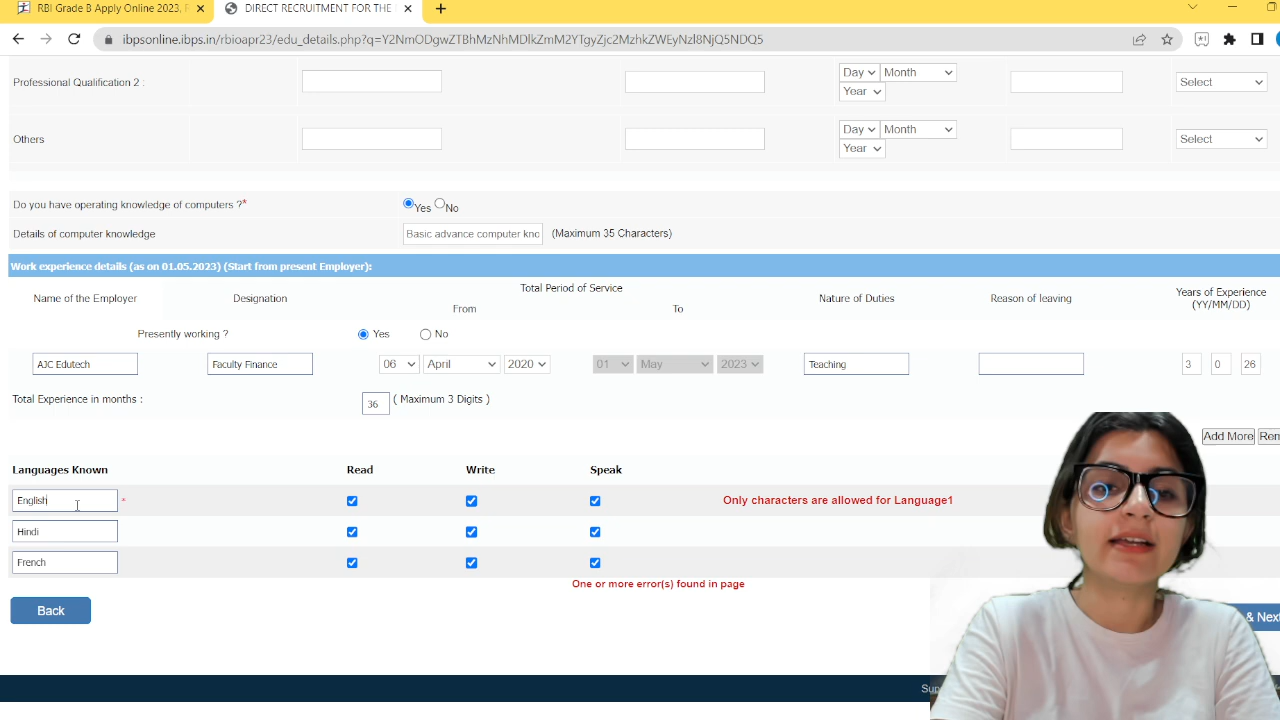 RBI Grade B Apply Online 2023,
DIRECT RECRUITMENT FOR THE
ibpsonline.ibps.in/rbioapr23/edu_details.php?q=Y2NmODgwZTBhMzNhMDlkZmM2YTgyZjc2MzhkZWEyNzl8NjQ5NDQ5
Professional Qualification 2 :
Day Month
Year
Select
Others
Day Month
Year
Select
Do you have operating knowledge of computers ?* Yes No
Details of computer knowledge Basic advance computer kno (Maximum 35 Characters)
Work experience details (as on 01.05.2023) (Start from present Employer):
Name of the Employer Designation Total Period of Service Nature of Duties Reason of leaving Years of Experience
From To (YY/MM/DD)
Presently working ? Yes No
AJC Edutech Faculty Finance 06 April 2020 01 May 2023 Teaching 3 0 26
Total Experience in months : 36 ( Maximum 3 Digits )
Add More
Languages Known Read Write Speak
English * Only characters are allowed for Language1
Hindi
French
One or more error(s) found in page
Back & Next